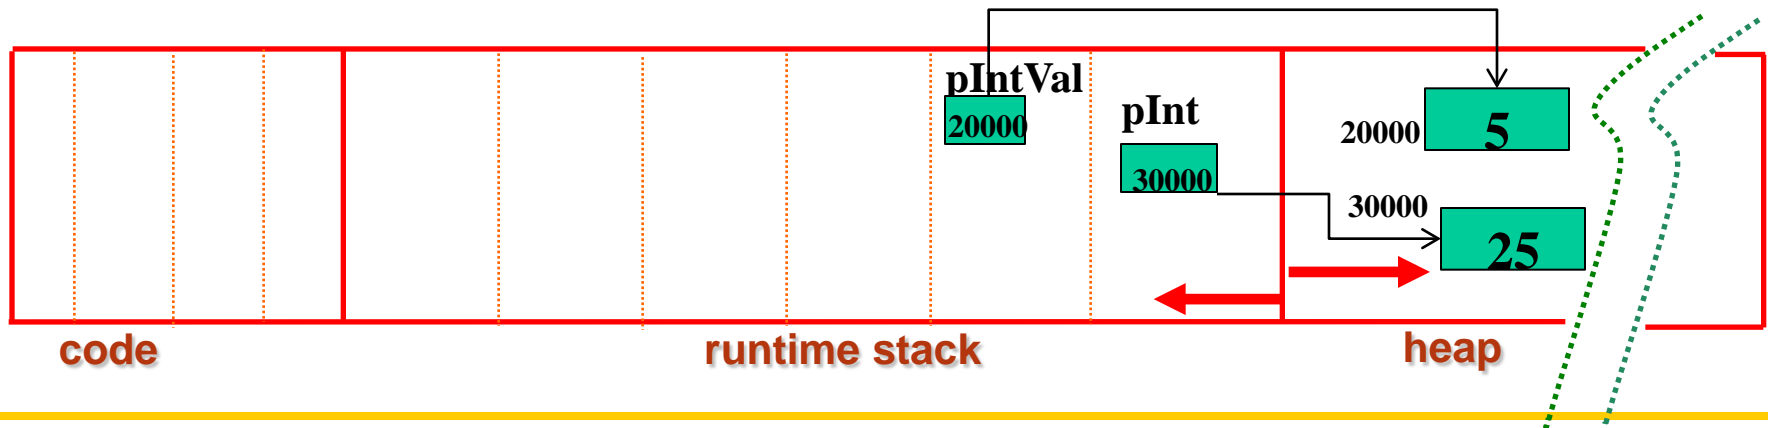 pIntVal
20000
pInt
30000
20000
5
30000
25
code
runtime stack
heap